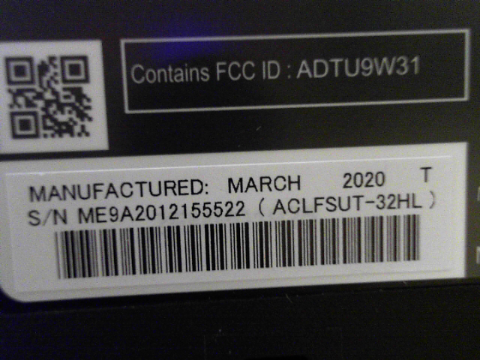 Contains FCC ID : ADTU9W31
MANUFACTURED: MARCH 2020 T
S/N ME9A2012155522 ( ACLFSUT-32HL )